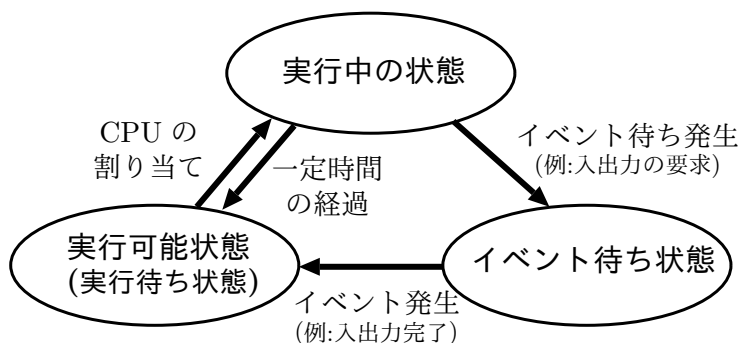 実行中の状態
CPU の
割り当て
一定時間
の経過
イベント待ち発生
(例:入出力の要求)
実行可能状態
(実行待ち状態)
イベント待ち状態
イベント発生
(例:入出力完了)